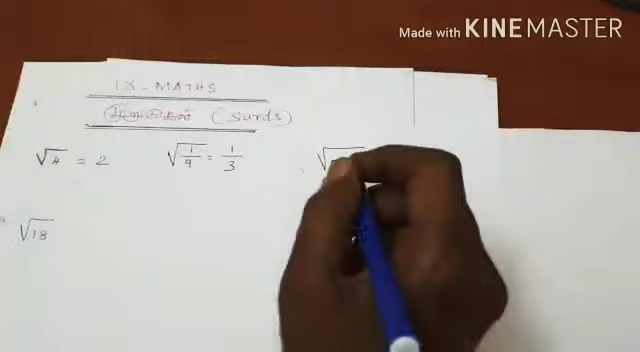 Made with KINEMASTER
IX - MATHS
(Surds)
√4 = 2 √1/9 = 1/3
√18